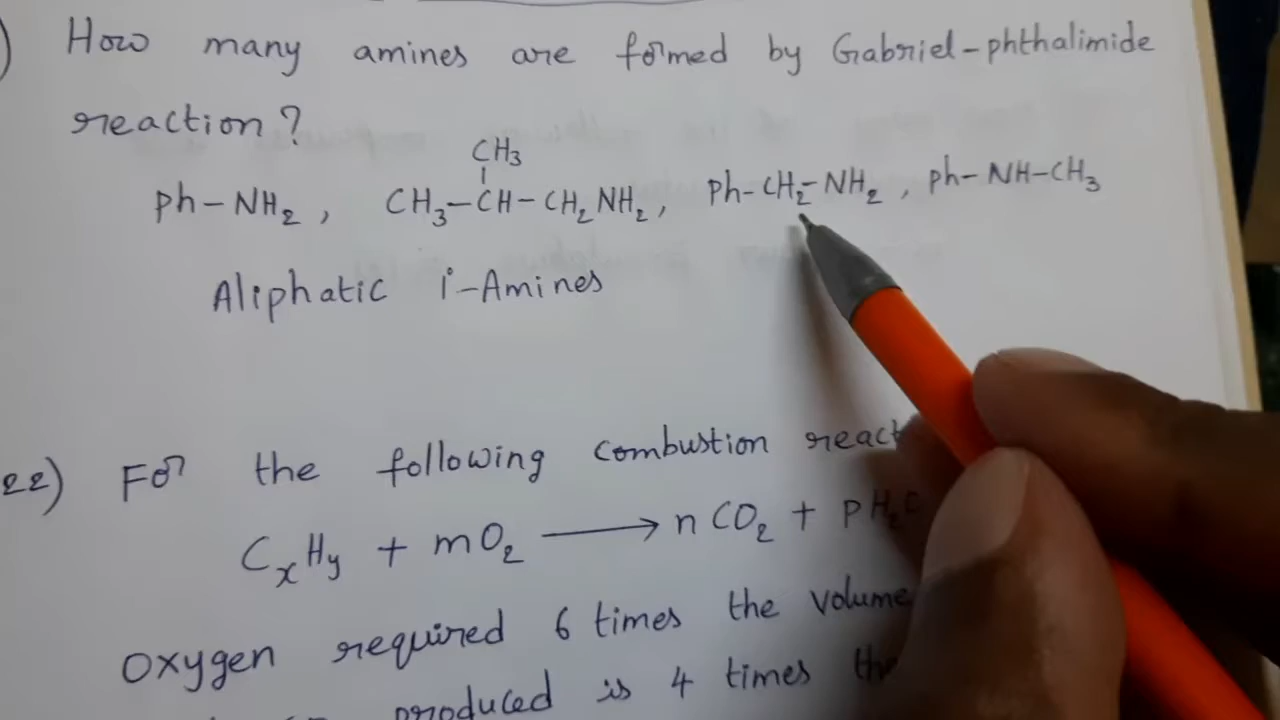 ) How many amines are formed by Gabriel-phthalimide
reaction?
Ph-NH₂, CH₃-CH(CH₃)-CH₂NH₂, Ph-CH₂-NH₂, Ph-NH-CH₃
Aliphatic 1°-Amines
22) For the following combustion
CₓHy + mO₂ ⟶ nCO₂ + pH₂O
Oxygen required 6 times the volume
produced is 4 times